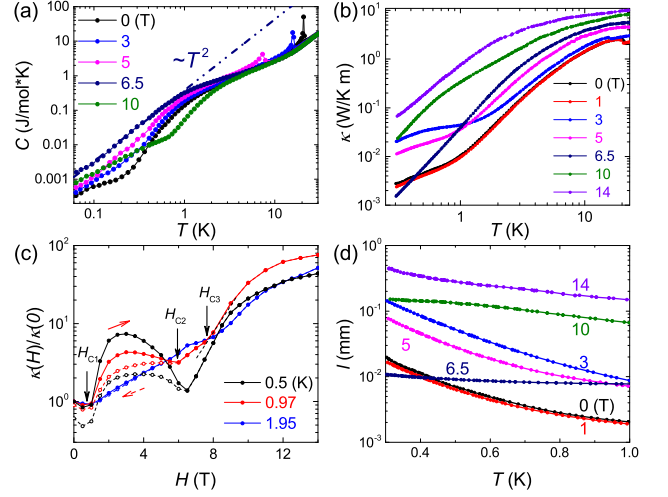 (a)
C (J/mol*K)
100
10
1
0.1
0.01
0.001
0 (T)
3
5
6.5
10
~T²
0.1
1
10
T (K)
(b)
κ (W/K m)
10¹
10⁰
10⁻¹
10⁻²
10⁻³
0 (T)
1
3
5
6.5
10
14
1
10
T (K)
(c)
κ(H)/κ(0)
10²
10¹
10⁰
H_C1
H_C2
H_C3
0.5 (K)
0.97
1.95
0
4
8
12
H (T)
(d)
l (mm)
10⁰
10⁻¹
10⁻²
10⁻³
14
10
3
5
6.5
0 (T)
1
0.4
0.6
0.8
1.0
T (K)